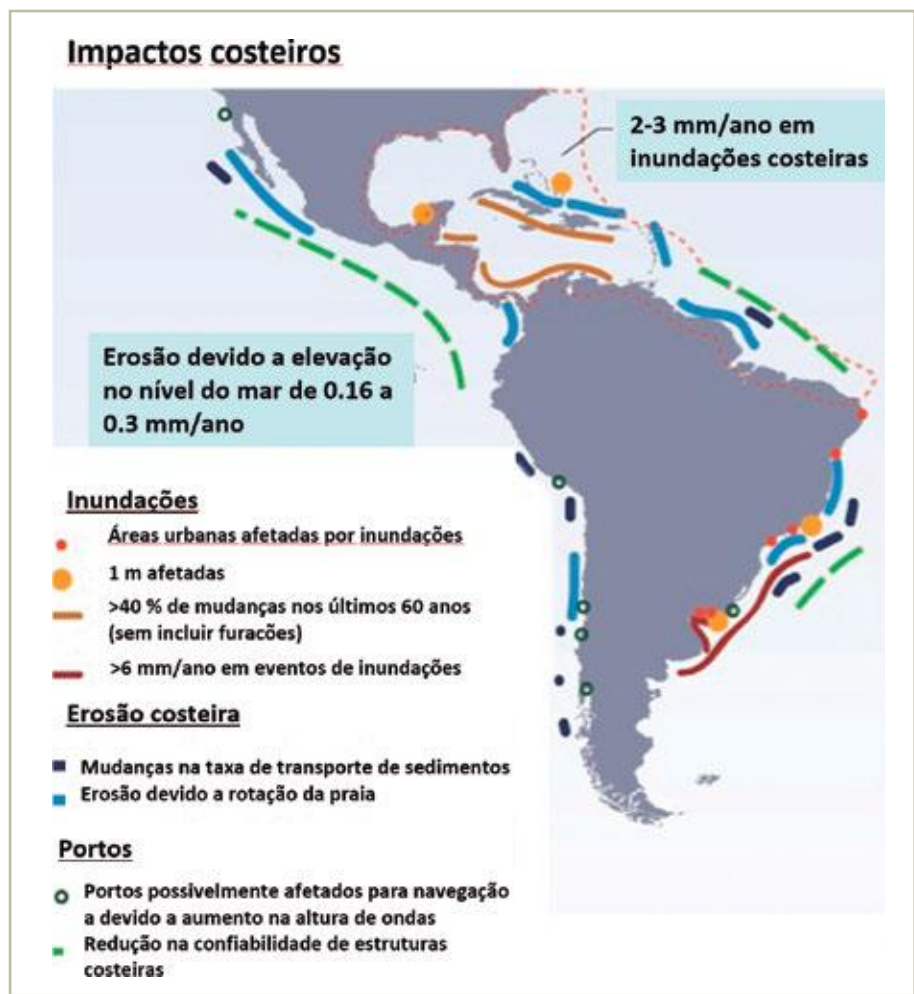 Impactos costeiros
2-3 mm/ano em
inundações costeiras
Erosão devido a elevação
no nível do mar de 0.16 a
0.3 mm/ano
Inundações
Áreas urbanas afetadas por inundações
1 m afetadas
>40 % de mudanças nos últimos 60 anos
(sem incluir furacões)
>6 mm/ano em eventos de inundações
Erosão costeira
Mudanças na taxa de transporte de sedimentos
Erosão devido a rotação da praia
Portos
Portos possivelmente afetados para navegação
a devido a aumento na altura de ondas
Redução na confiabilidade de estruturas
costeiras